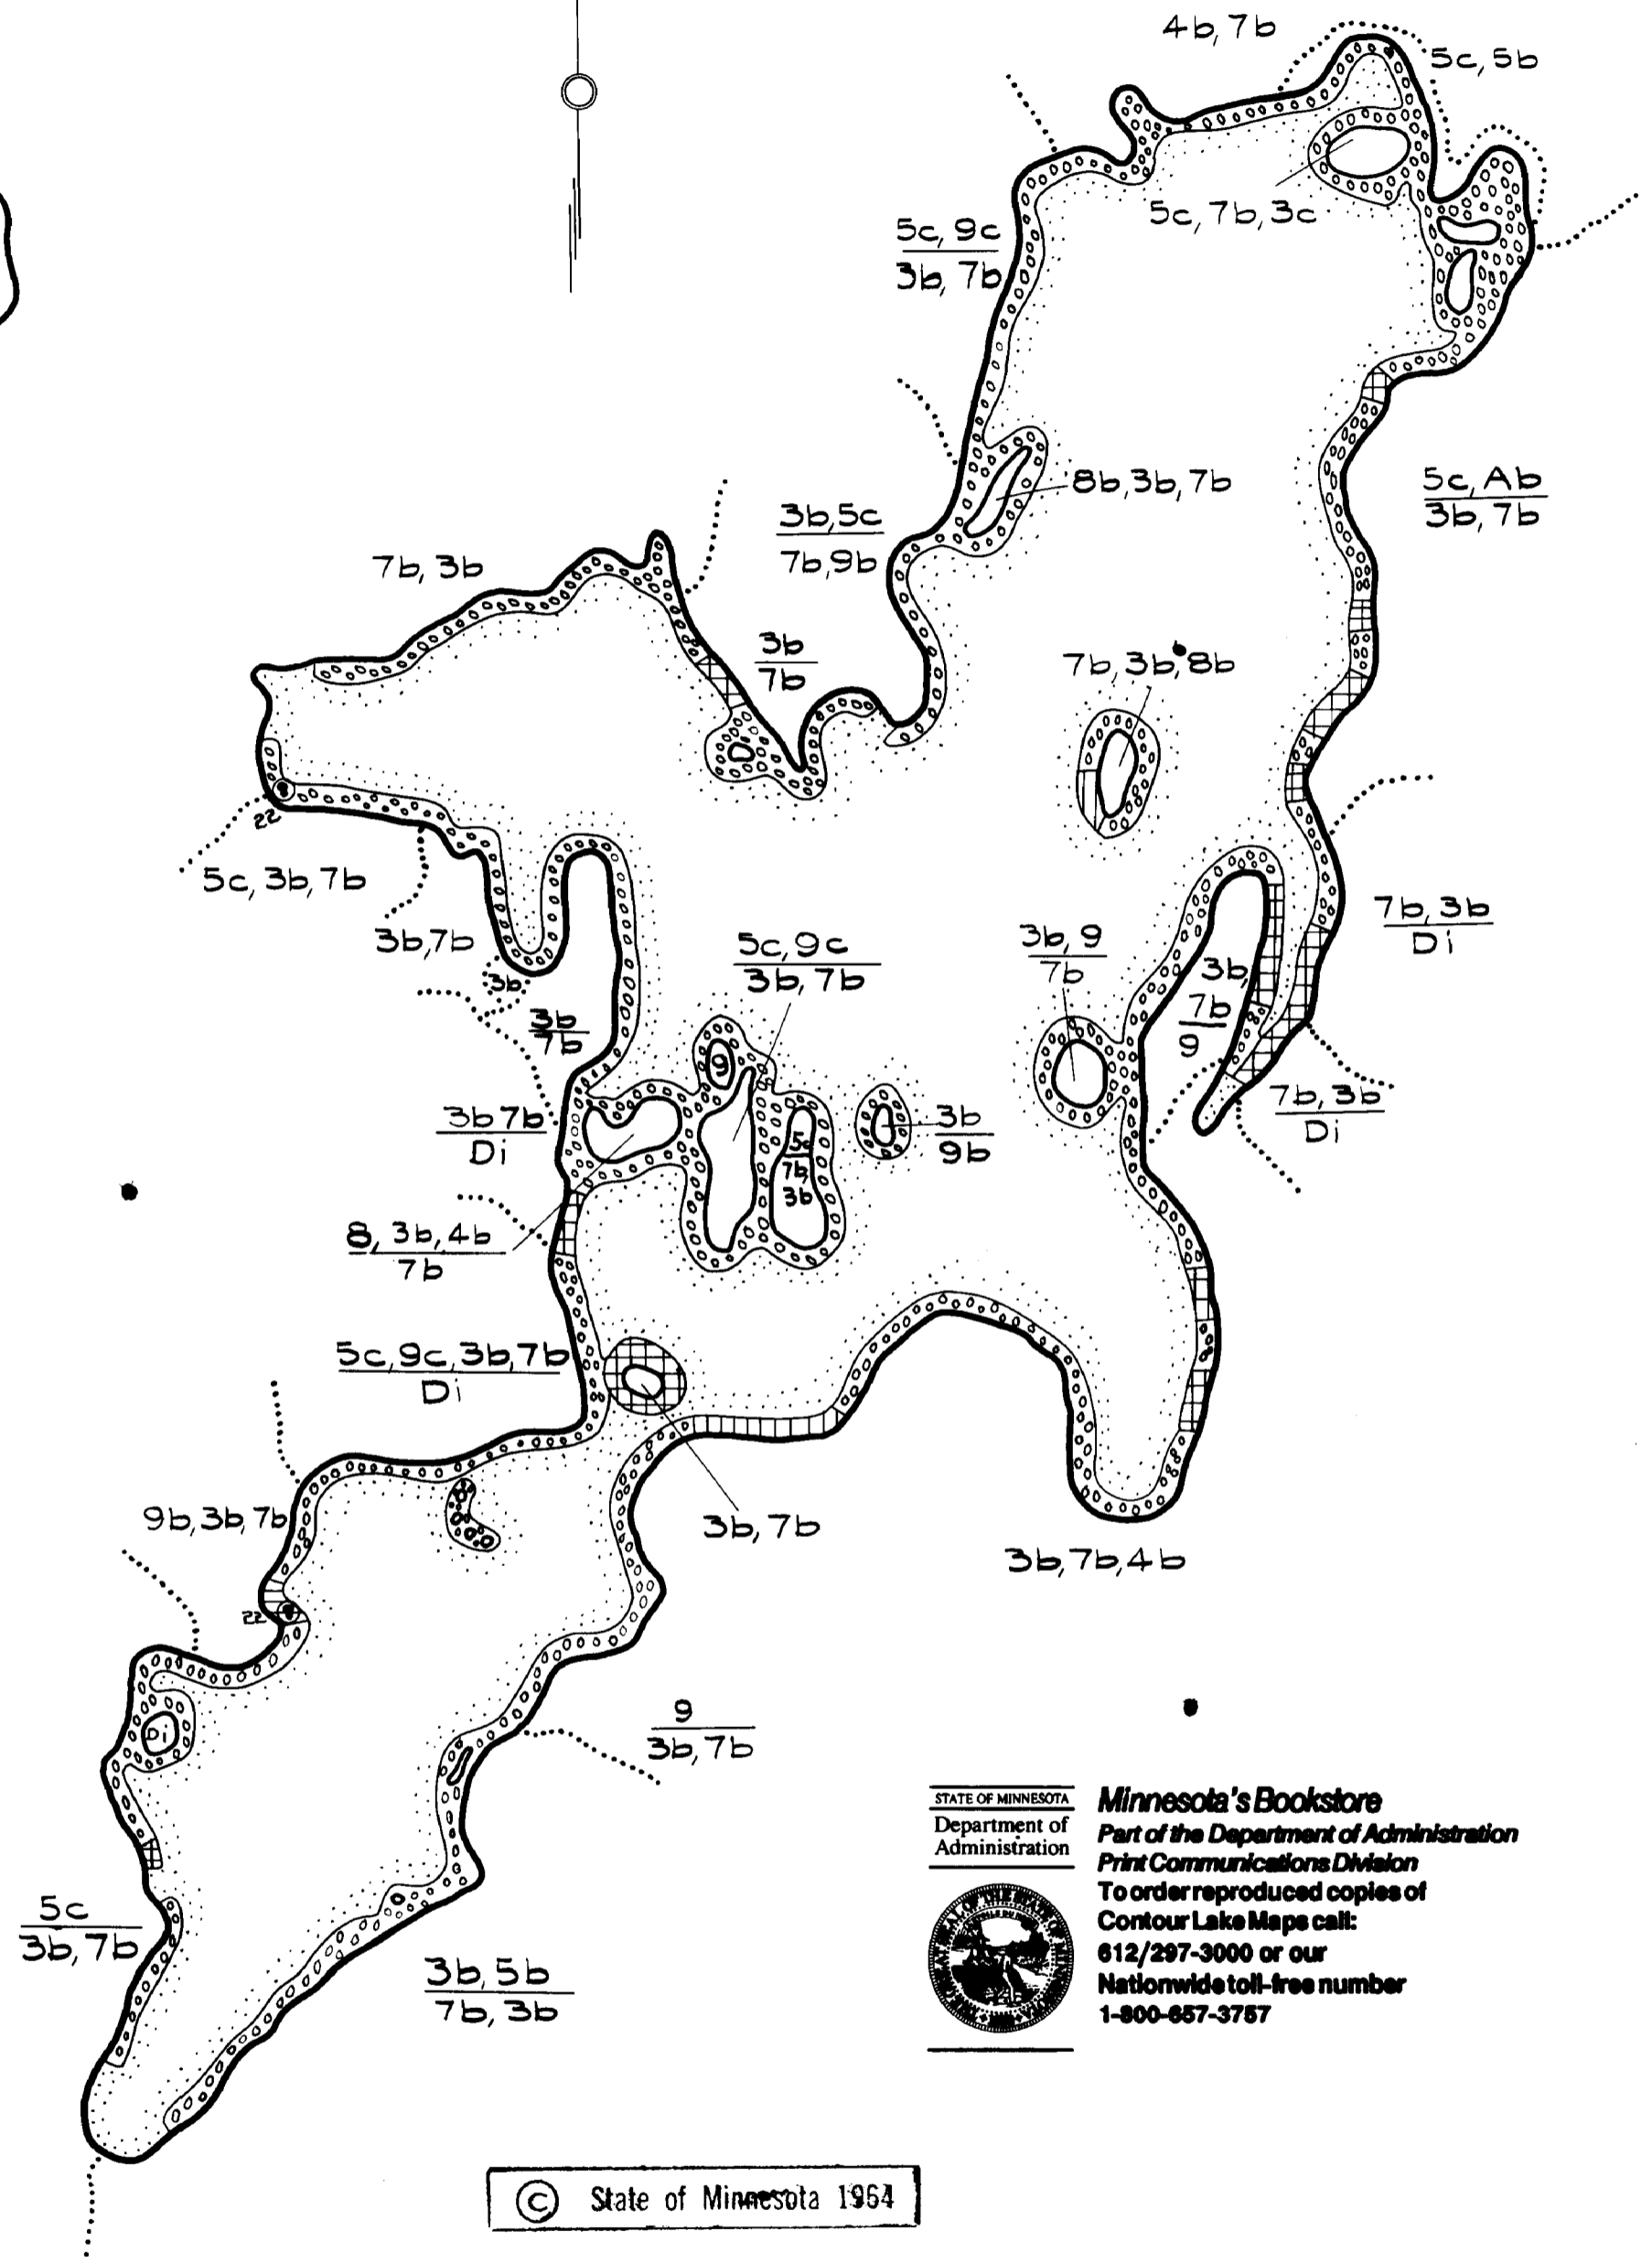 4b, 7b
5c, 5b
5c, 7b, 3c
5c, 9c
3b, 7b
8b, 3b, 7b
5c, Ab
3b, 7b
3b, 5c
7b, 9b
7b, 3b
3b
7b
7b, 3b, 8b
22
5c, 3b, 7b
3b, 7b
3b
3b
7b
5c, 9c
3b, 7b
3b, 9
7b
3b,
7b
9
7b, 3b
Di
9
3b 7b
Di
5c
7b,
3b
3b
9b
7b, 3b
Di
8, 3b, 4b
7b
5c, 9c, 3b, 7b
Di
9b, 3b, 7b
3b, 7b
3b, 7b, 4b
22
Di
9
3b, 7b
5c
3b, 7b
3b, 5b
7b, 3b
STATE OF MINNESOTA
Department of
Administration
Minnesota's Bookstore
Part of the Department of Administration
Print Communications Division
To order reproduced copies of
Contour Lake Maps call:
612/297-3000 or our
Nationwide toll-free number
1-800-657-3757
© State of Minnesota 1964